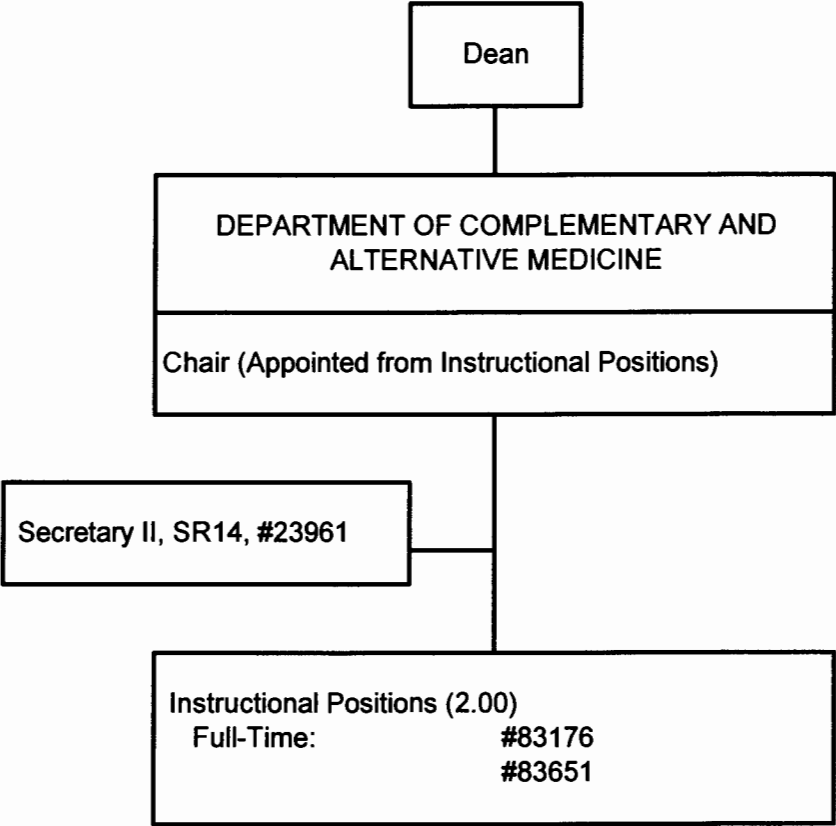 Dean
DEPARTMENT OF COMPLEMENTARY AND
ALTERNATIVE MEDICINE
Chair (Appointed from Instructional Positions)
Secretary II, SR14, #23961
Instructional Positions (2.00)
Full-Time: #83176
#83651